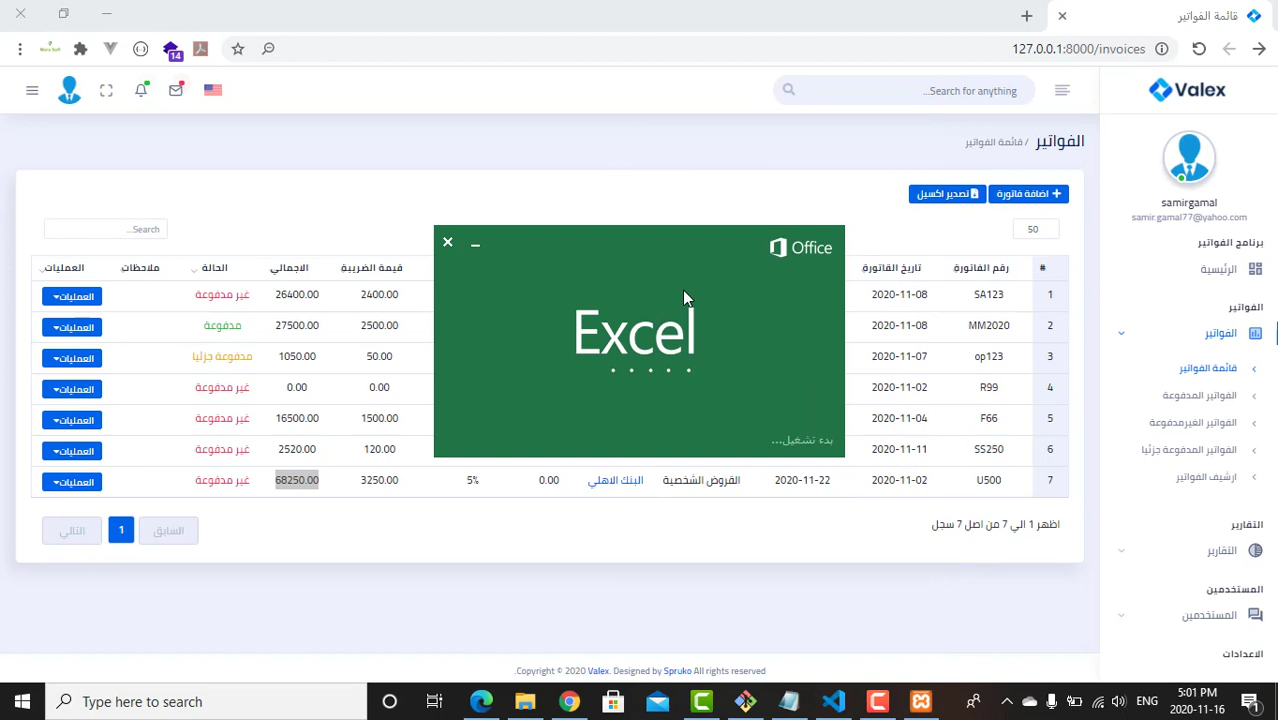 قائمة الفواتير
127.0.0.1:8000/invoices
14
Search for anything...
Valex
samirgamal
samir.gamal77@yahoo.com
برنامج الفواتير
الرئيسية
الفواتير
الفواتير
قائمة الفواتير
الفواتير المدفوعة
الفواتير الغيرمدفوعة
الفواتير المدفوعة جزئيا
ارشيف الفواتير
التقارير
التقارير
المستخدمين
المستخدمين
الاعدادات
الفواتير / قائمة الفواتير
اضافة فاتورة
تصدير اكسيل
50
Search...
# رقم الفاتورة تاريخ القاتورة قيمة الضريبة الاجمالي الحالة ملاحظات العمليات
1 SA123 2020-11-08 2400.00 26400.00 غير مدفوعة العمليات
2 MM2020 2020-11-08 2500.00 27500.00 مدفوعة العمليات
3 op123 2020-11-07 50.00 1050.00 مدفوعة جزئيا العمليات
4 R99 2020-11-02 0.00 0.00 غير مدفوعة العمليات
5 F66 2020-11-04 1500.00 16500.00 غير مدفوعة العمليات
6 SS250 2020-11-11 120.00 2520.00 غير مدفوعة العمليات
7 U500 2020-11-02 2020-11-22 القروض الشخصية البنك الاهلي 0.00 5% 3250.00 68250.00 غير مدفوعة العمليات
Office
Excel
بدء تشغيل...
اظهر 1 الي 7 من اصل 7 سجل
السابق
1
التالي
Copyright © 2020 Valex. Designed by Spruko All rights reserved.
Type here to search
ENG
5:01 PM
2020-11-16
1